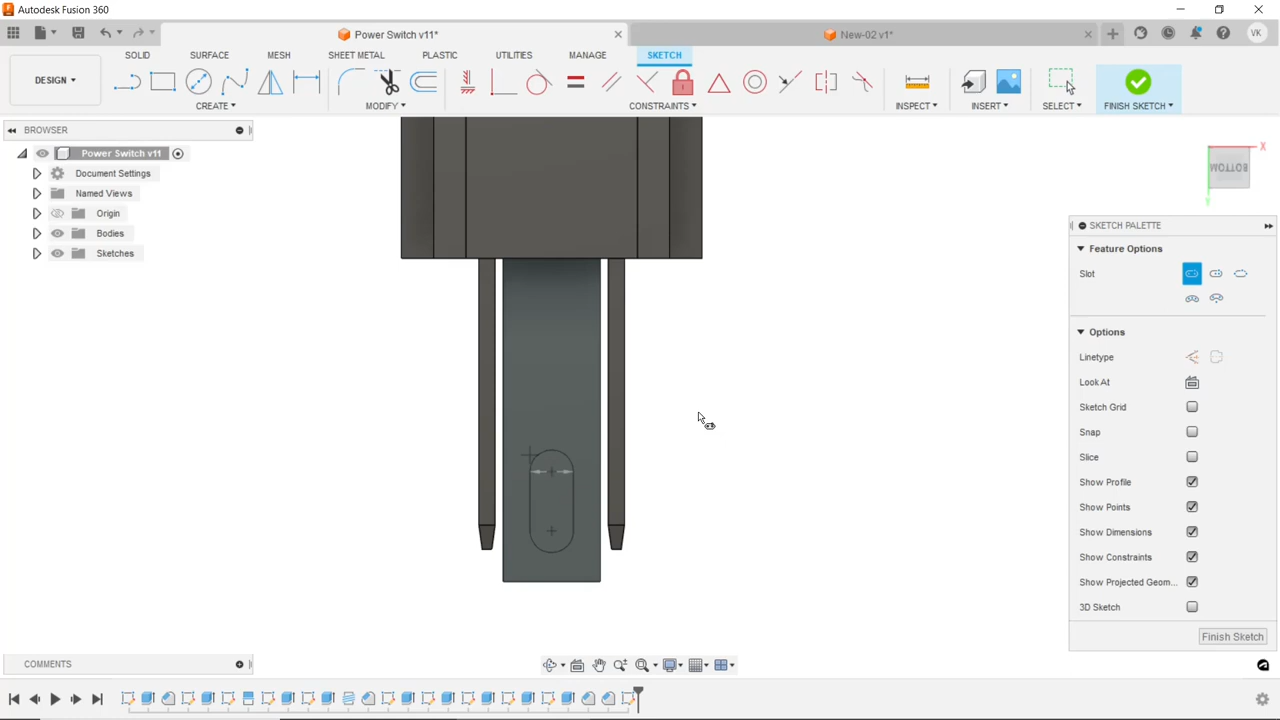 Autodesk Fusion 360
Power Switch v11*
New-02 v1*
VK
SOLID SURFACE MESH SHEET METAL PLASTIC UTILITIES MANAGE SKETCH
DESIGN
CREATE MODIFY CONSTRAINTS INSPECT INSERT SELECT FINISH SKETCH
BROWSER
Power Switch v11
Document Settings
Named Views
Origin
Bodies
Sketches
BOTTOM
X
Y
SKETCH PALETTE
Feature Options
Slot
Options
Linetype
Look At
Sketch Grid
Snap
Slice
Show Profile
Show Points
Show Dimensions
Show Constraints
Show Projected Geom...
3D Sketch
Finish Sketch
COMMENTS